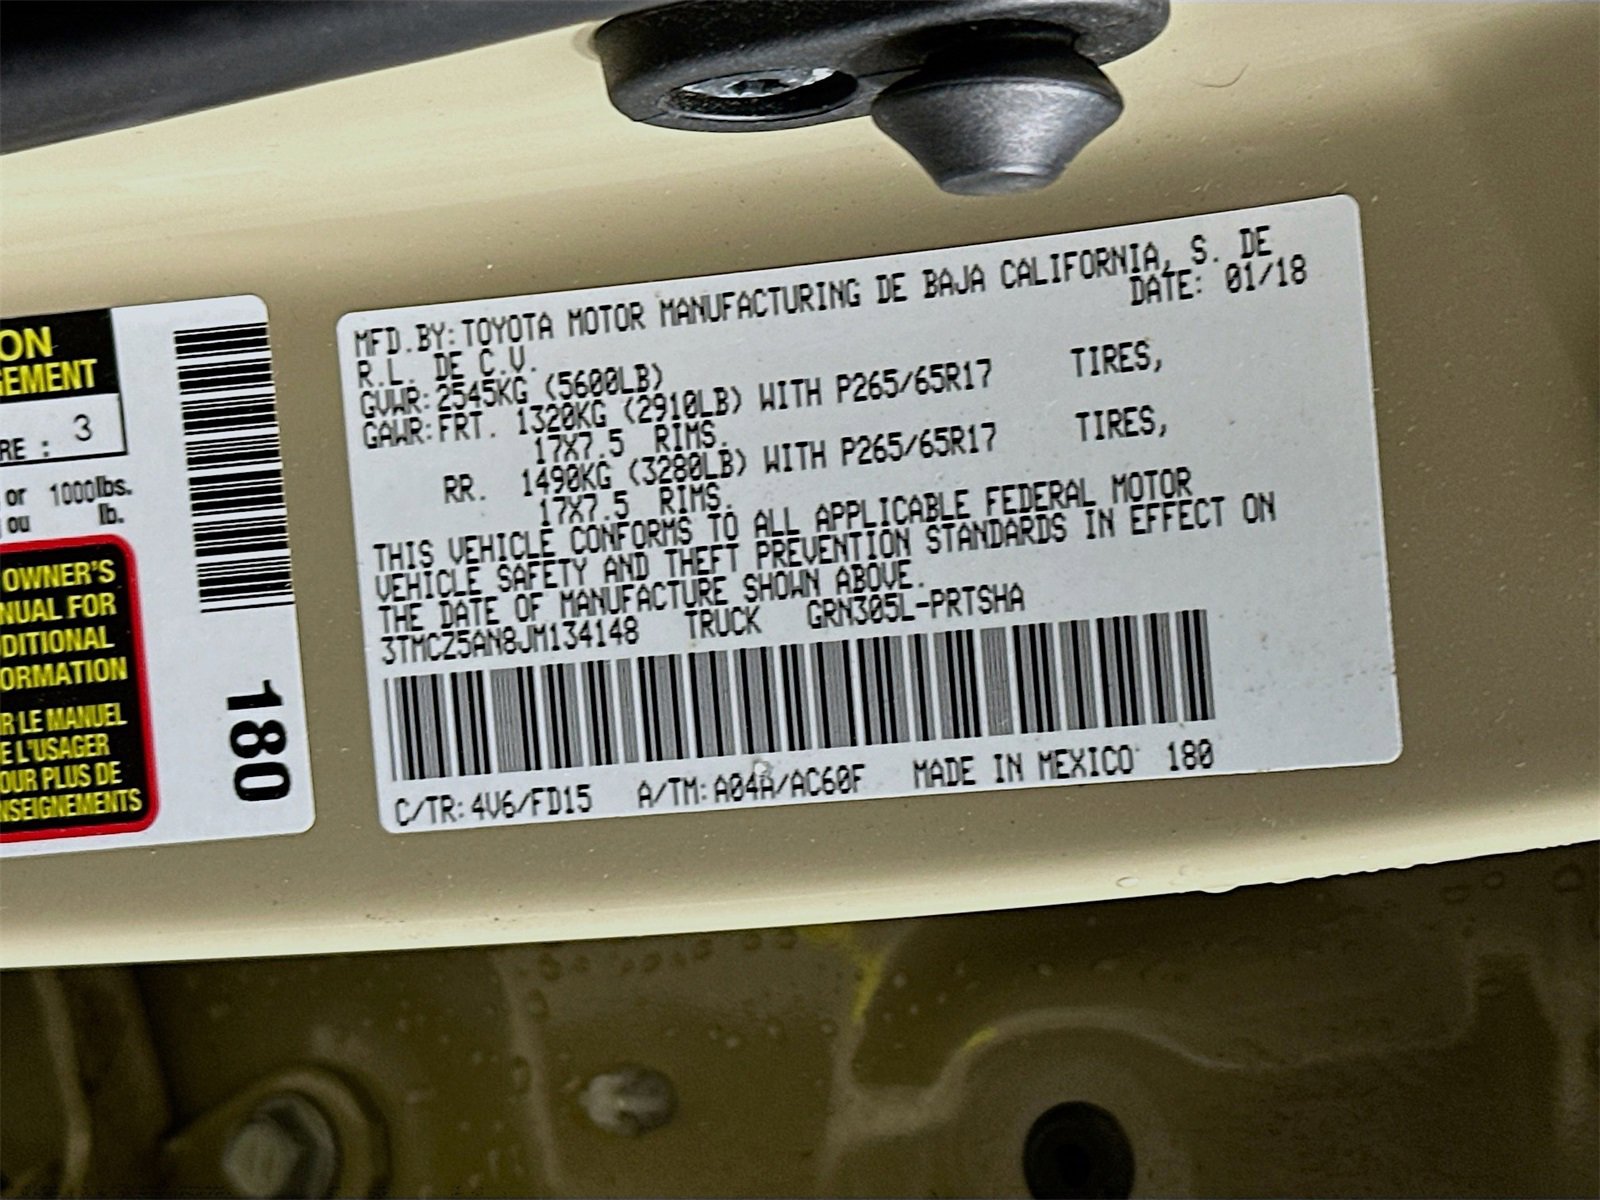 ON
GEMENT
RE : 3
or 1000lbs.
ou lb.
OWNER'S
NUAL FOR
DDITIONAL
ORMATION
R LE MANUEL
E L'USAGER
OUR PLUS DE
NSEIGNEMENTS
180
MFD.BY:TOYOTA MOTOR MANUFACTURING DE BAJA CALIFORNIA, S. DE
R.L. DE C.V. DATE: 01/18
GVWR:2545KG (5600LB)
GAWR:FRT. 1320KG (2910LB) WITH P265/65R17 TIRES,
17X7.5 RIMS.
RR. 1490KG (3280LB) WITH P265/65R17 TIRES,
17X7.5 RIMS.
THIS VEHICLE CONFORMS TO ALL APPLICABLE FEDERAL MOTOR
VEHICLE SAFETY AND THEFT PREVENTION STANDARDS IN EFFECT ON
THE DATE OF MANUFACTURE SHOWN ABOVE.
3TMCZ5AN8JM134148 TRUCK GRN305L-PRTSHA
C/TR:4V6/FD15 A/TM:A04A/AC60F MADE IN MEXICO 180